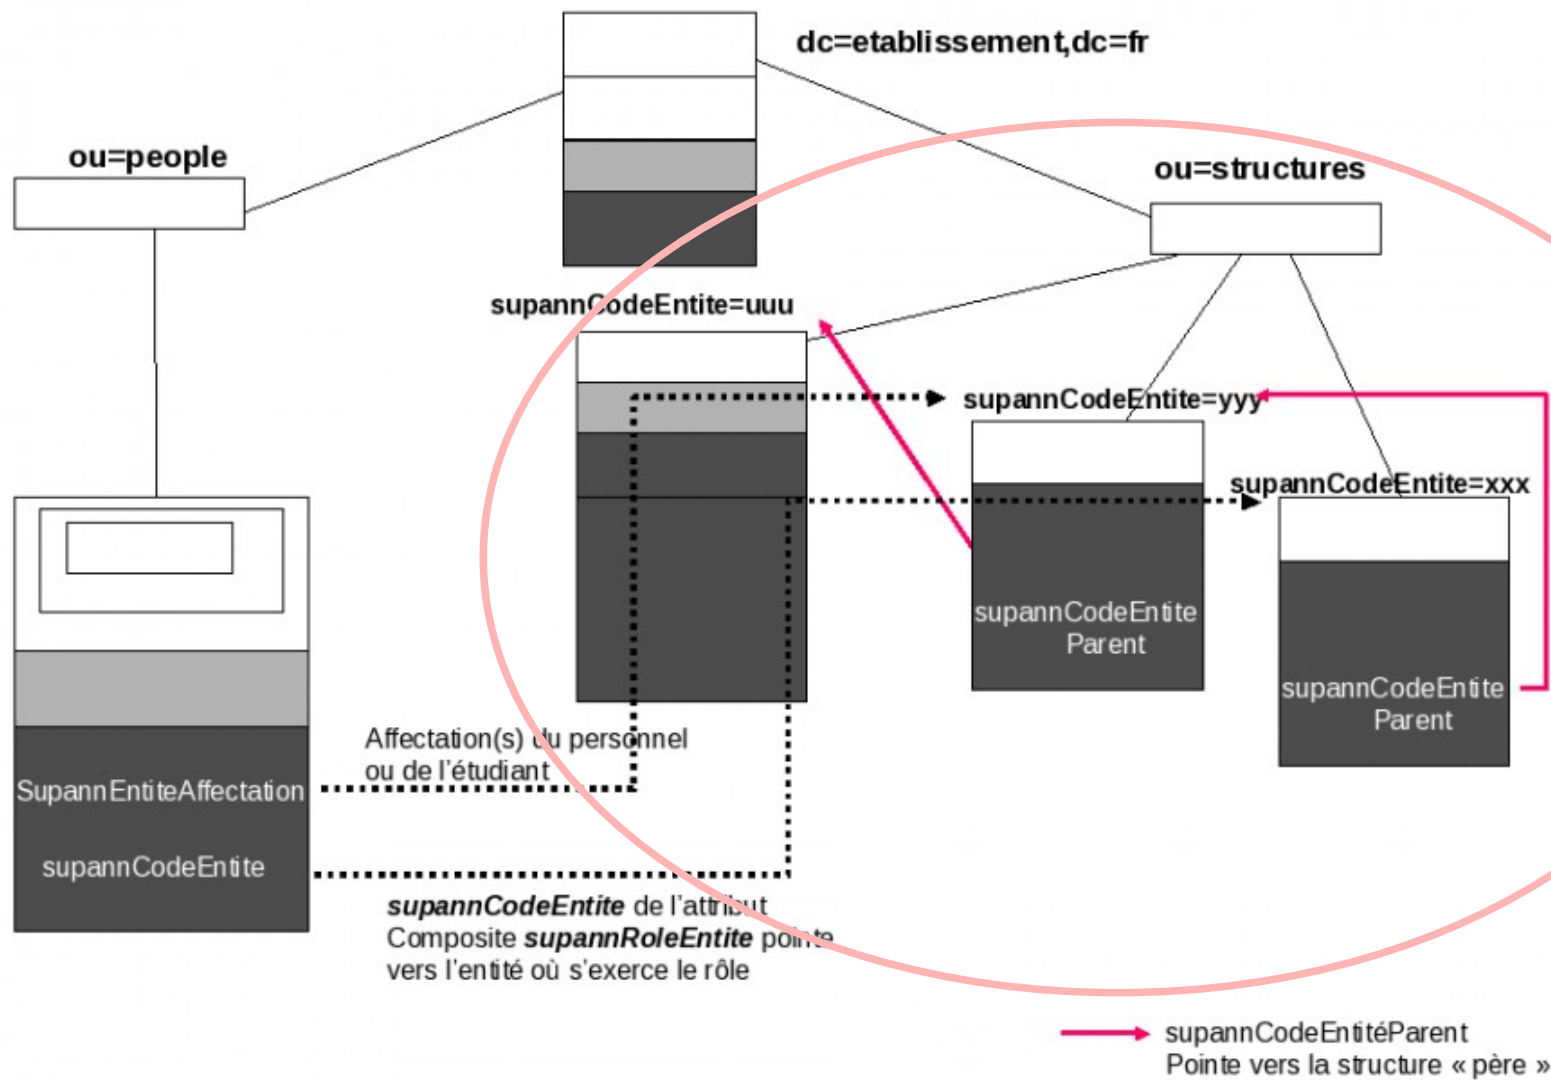 dc=etablissement,dc=fr
ou=people
ou=structures
supannCodeEntite=uuu
supannCodeEntite=yyy
supannCodeEntite=xxx
supannCodeEntite
Parent
supannCodeEntite
Parent
Affectation(s) du personnel
ou de l'étudiant
SupannEntiteAffectation
supannCodeEntite
supannCodeEntite de l'attribut
Composite supannRoleEntite pointe
vers l'entité où s'exerce le rôle
supannCodeEntitéParent
Pointe vers la structure « père »